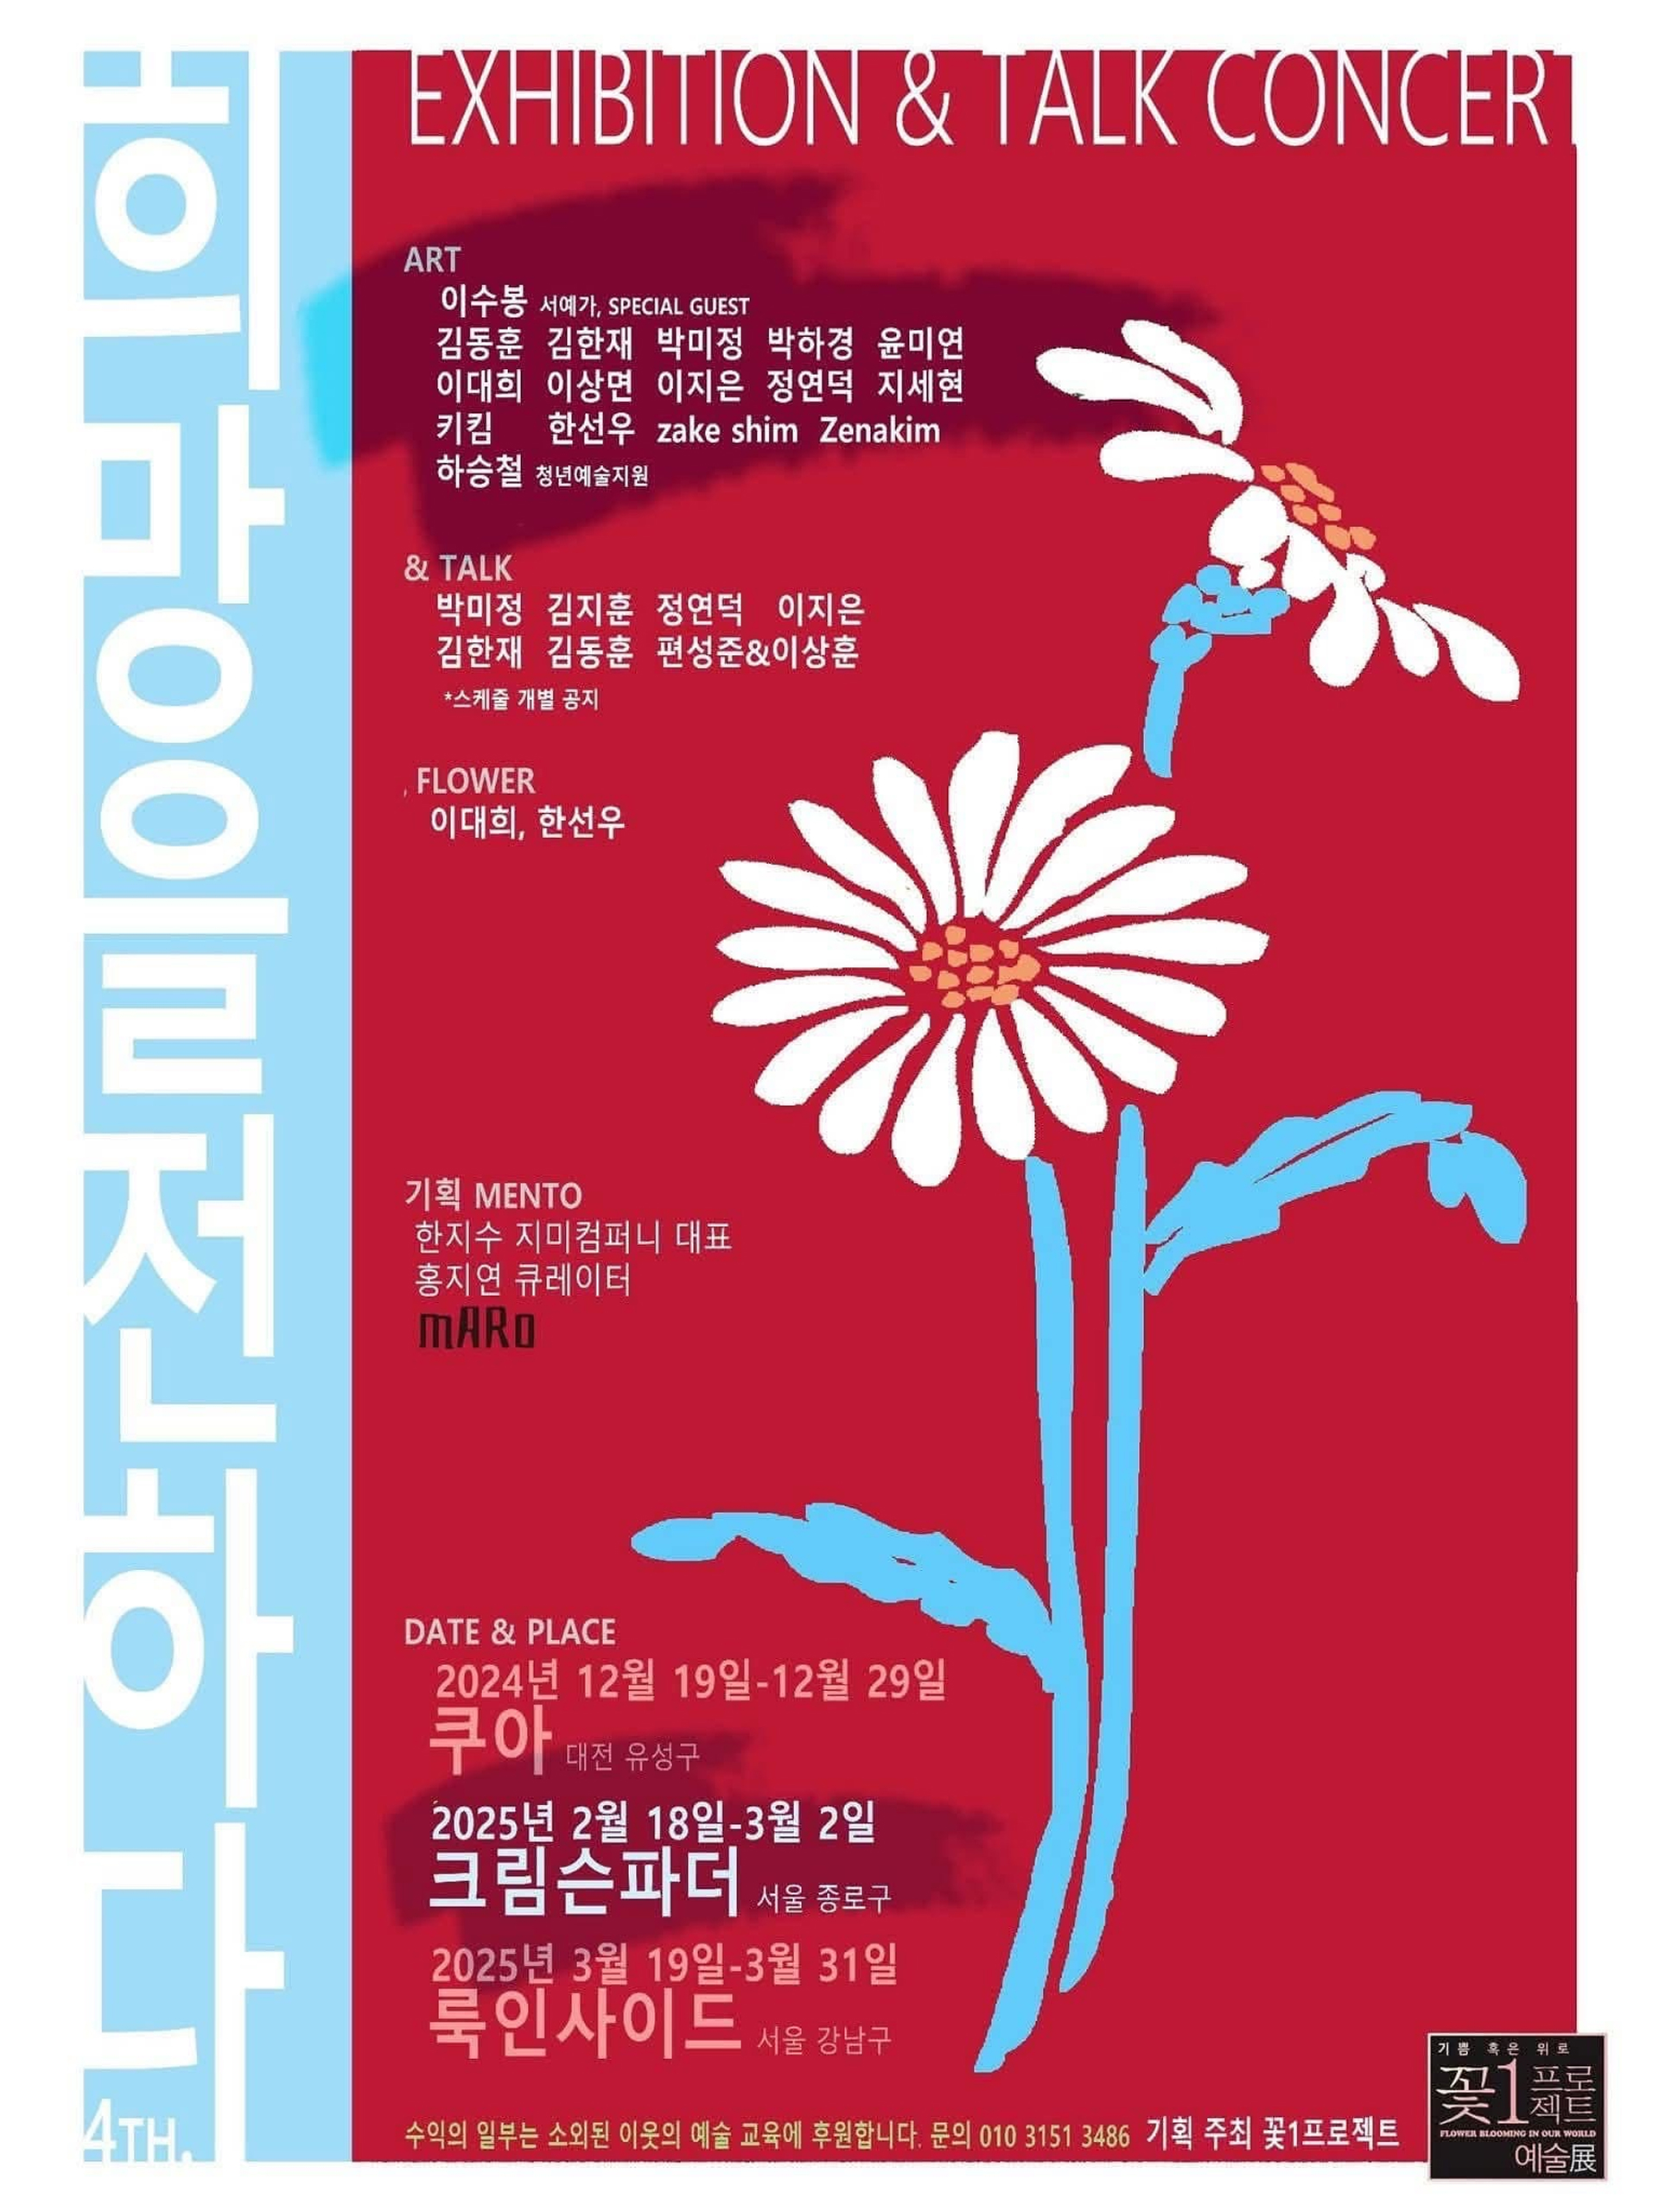 희망으로전하다
4TH.
EXHIBITION & TALK CONCERT
ART
이수봉 서예가, SPECIAL GUEST
김동훈 김한재 박미정 박하경 윤미연
이대희 이상면 이지은 정연덕 지세현
키킴 한선우 zake shim Zenakim
하승철 청년예술지원
& TALK
박미정 김지훈 정연덕 이지은
김한재 김동훈 편성준&이상훈
*스케줄 개별 공지
, FLOWER
이대희, 한선우
기획 MENTO
한지수 지미컴퍼니 대표
홍지연 큐레이터
mARo
DATE & PLACE
2024년 12월 19일-12월 29일
쿠아 대전 유성구
2025년 2월 18일-3월 2일
크림슨파더 서울 종로구
2025년 3월 19일-3월 31일
룩인사이드 서울 강남구
수익의 일부는 소외된 이웃의 예술 교육에 후원합니다. 문의 010 3151 3486 기획 주최 꽃1프로젝트
기쁨 혹은 위로
꽃1프로젝트
FLOWER BLOOMING IN OUR WORLD
예술展